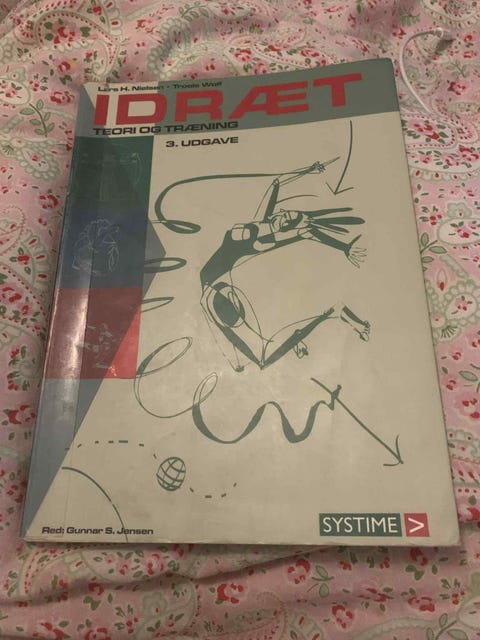 Lars H. Nielsen · Troels Wolf
IDRÆT
TEORI OG TRÆNING
3. UDGAVE
Red: Gunnar S. Jensen
SYSTIME >